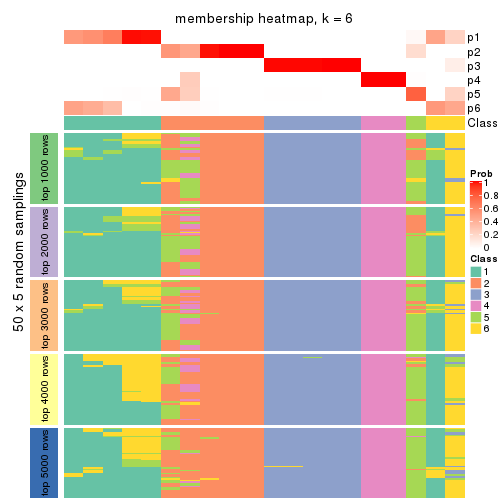 membership heatmap, k = 6
p1
p2
p3
p4
p5
p6
Class
50 x 5 random samplings
top 1000 rows
top 2000 rows
top 3000 rows
top 4000 rows
top 5000 rows
Prob
1
0.8
0.6
0.4
0.2
0
Class
1
2
3
4
5
6